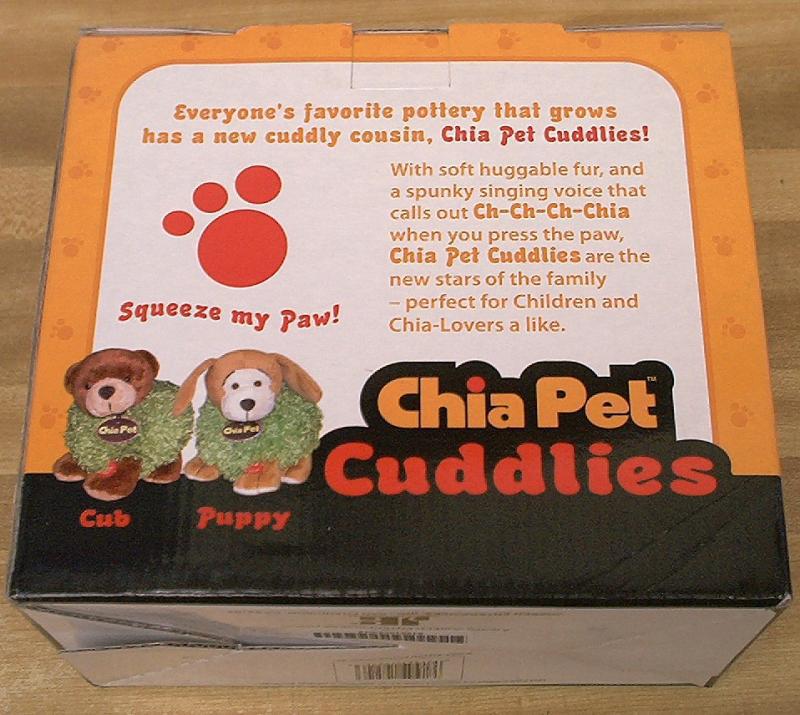 Everyone's favorite pottery that grows
has a new cuddly cousin, Chia Pet Cuddlies!
With soft huggable fur, and
a spunky singing voice that
calls out Ch-Ch-Ch-Chia
when you press the paw,
Chia Pet Cuddlies are the
new stars of the family
– perfect for Children and
Chia-Lovers a like.
Squeeze my Paw!
Chia Pet
Chia Pet
Chia Pet™
Cuddlies
Cub
Puppy